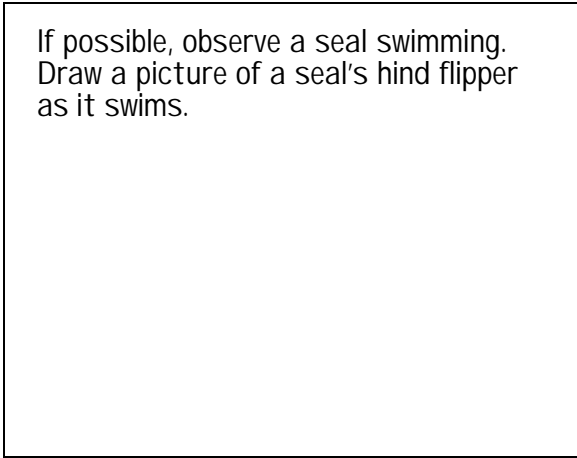 If possible, observe a seal swimming.
Draw a picture of a seal's hind flipper
as it swims.